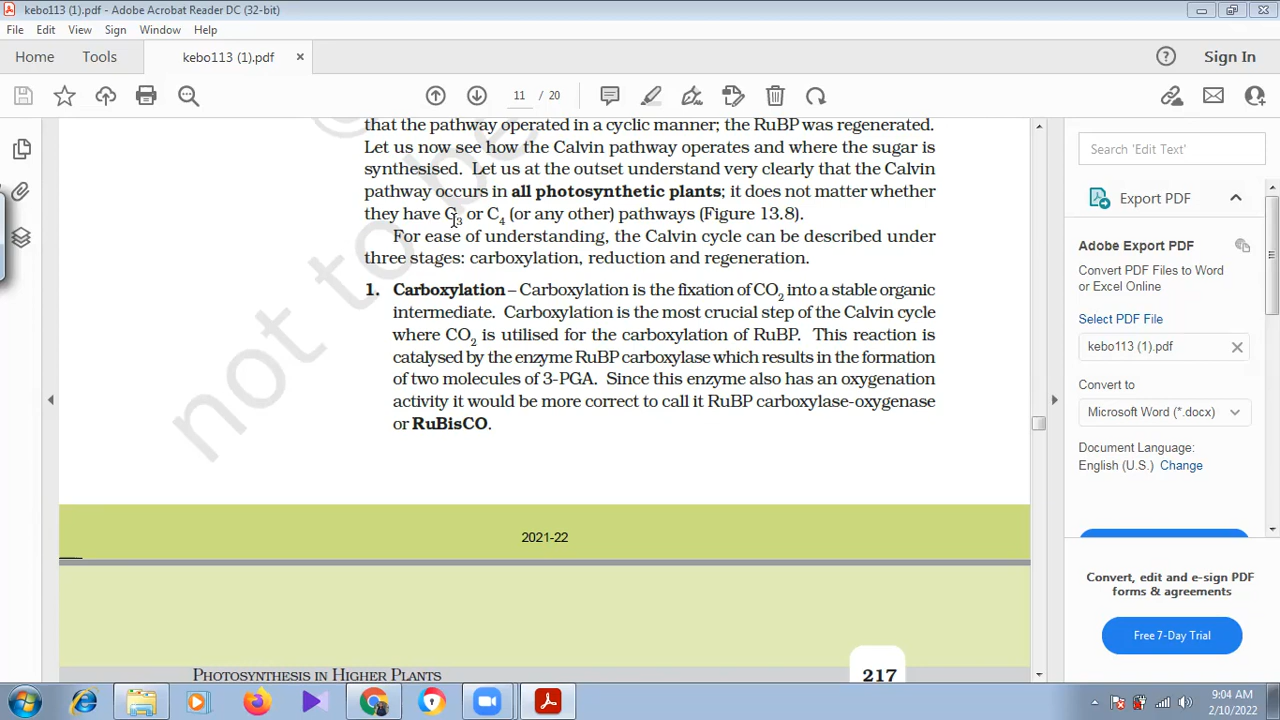 kebo113 (1).pdf - Adobe Acrobat Reader DC (32-bit)
File Edit View Sign Window Help
Home Tools kebo113 (1).pdf × Sign In
11 / 20
that the pathway operated in a cyclic manner; the RuBP was regenerated.
Let us now see how the Calvin pathway operates and where the sugar is
synthesised. Let us at the outset understand very clearly that the Calvin
pathway occurs in all photosynthetic plants; it does not matter whether
they have C₃ or C₄ (or any other) pathways (Figure 13.8).
For ease of understanding, the Calvin cycle can be described under
three stages: carboxylation, reduction and regeneration.
1. Carboxylation – Carboxylation is the fixation of CO₂ into a stable organic
intermediate. Carboxylation is the most crucial step of the Calvin cycle
where CO₂ is utilised for the carboxylation of RuBP. This reaction is
catalysed by the enzyme RuBP carboxylase which results in the formation
of two molecules of 3-PGA. Since this enzyme also has an oxygenation
activity it would be more correct to call it RuBP carboxylase-oxygenase
or RuBisCO.
not to be
2021-22
PHOTOSYNTHESIS IN HIGHER PLANTS 217
Search 'Edit Text'
Export PDF
Adobe Export PDF
Convert PDF Files to Word
or Excel Online
Select PDF File
kebo113 (1).pdf
Convert to
Microsoft Word (*.docx)
Document Language:
English (U.S.) Change
Convert, edit and e-sign PDF
forms & agreements
Free 7-Day Trial
9:04 AM
2/10/2022